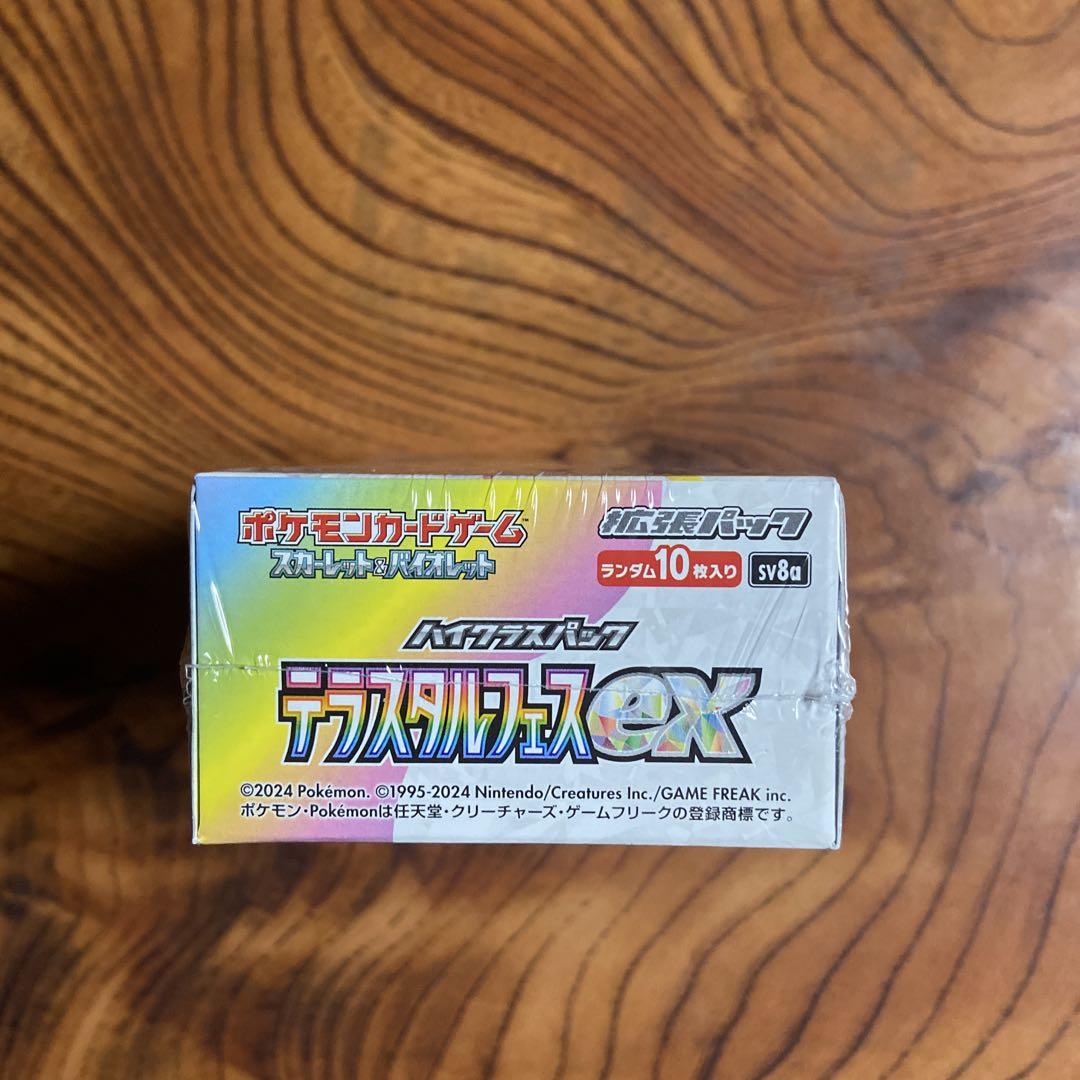 ポケモンカードゲーム™
スカーレット&バイオレット
拡張パック
ランダム10枚入り sv8a
ハイクラスパック
テラスタルフェスex
©2024 Pokémon. ©1995-2024 Nintendo/Creatures Inc./GAME FREAK inc.
ポケモン・Pokémonは任天堂・クリーチャーズ・ゲームフリークの登録商標です。